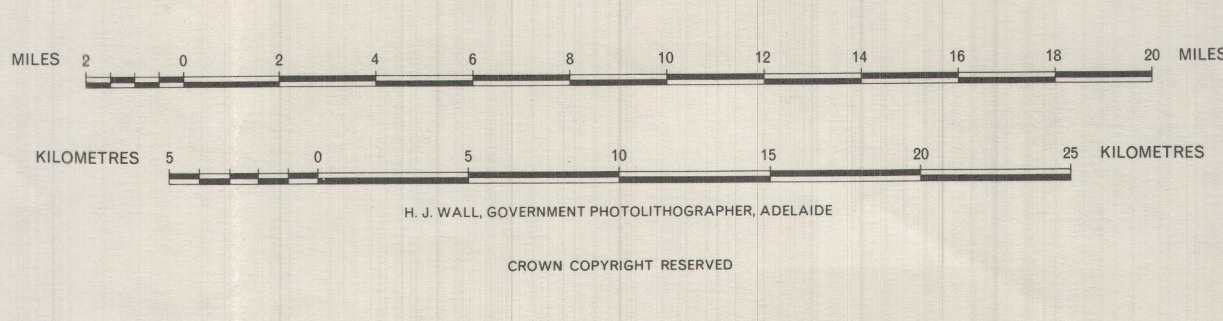 MILES 2 0 2 4 6 8 10 12 14 16 18 20 MILES
KILOMETRES 5 0 5 10 15 20 25 KILOMETRES
H. J. WALL, GOVERNMENT PHOTOLITHOGRAPHER, ADELAIDE
CROWN COPYRIGHT RESERVED